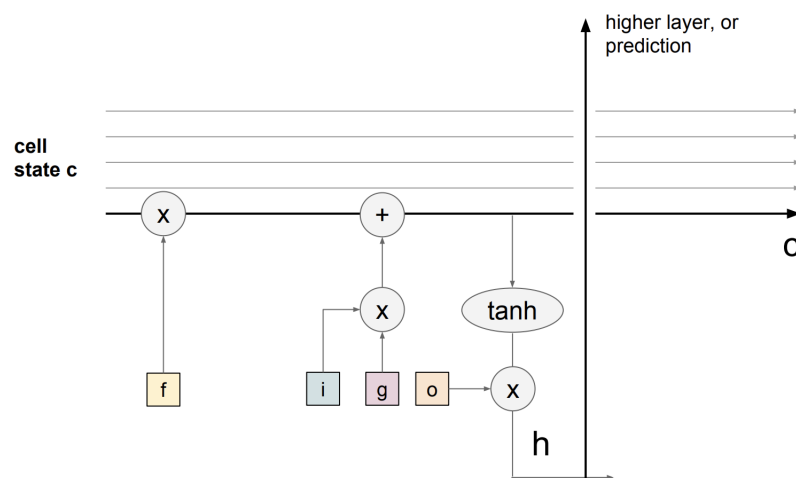 higher layer, or
prediction
cell
state c
x
+
c
x
tanh
f
i
g
o
x
h